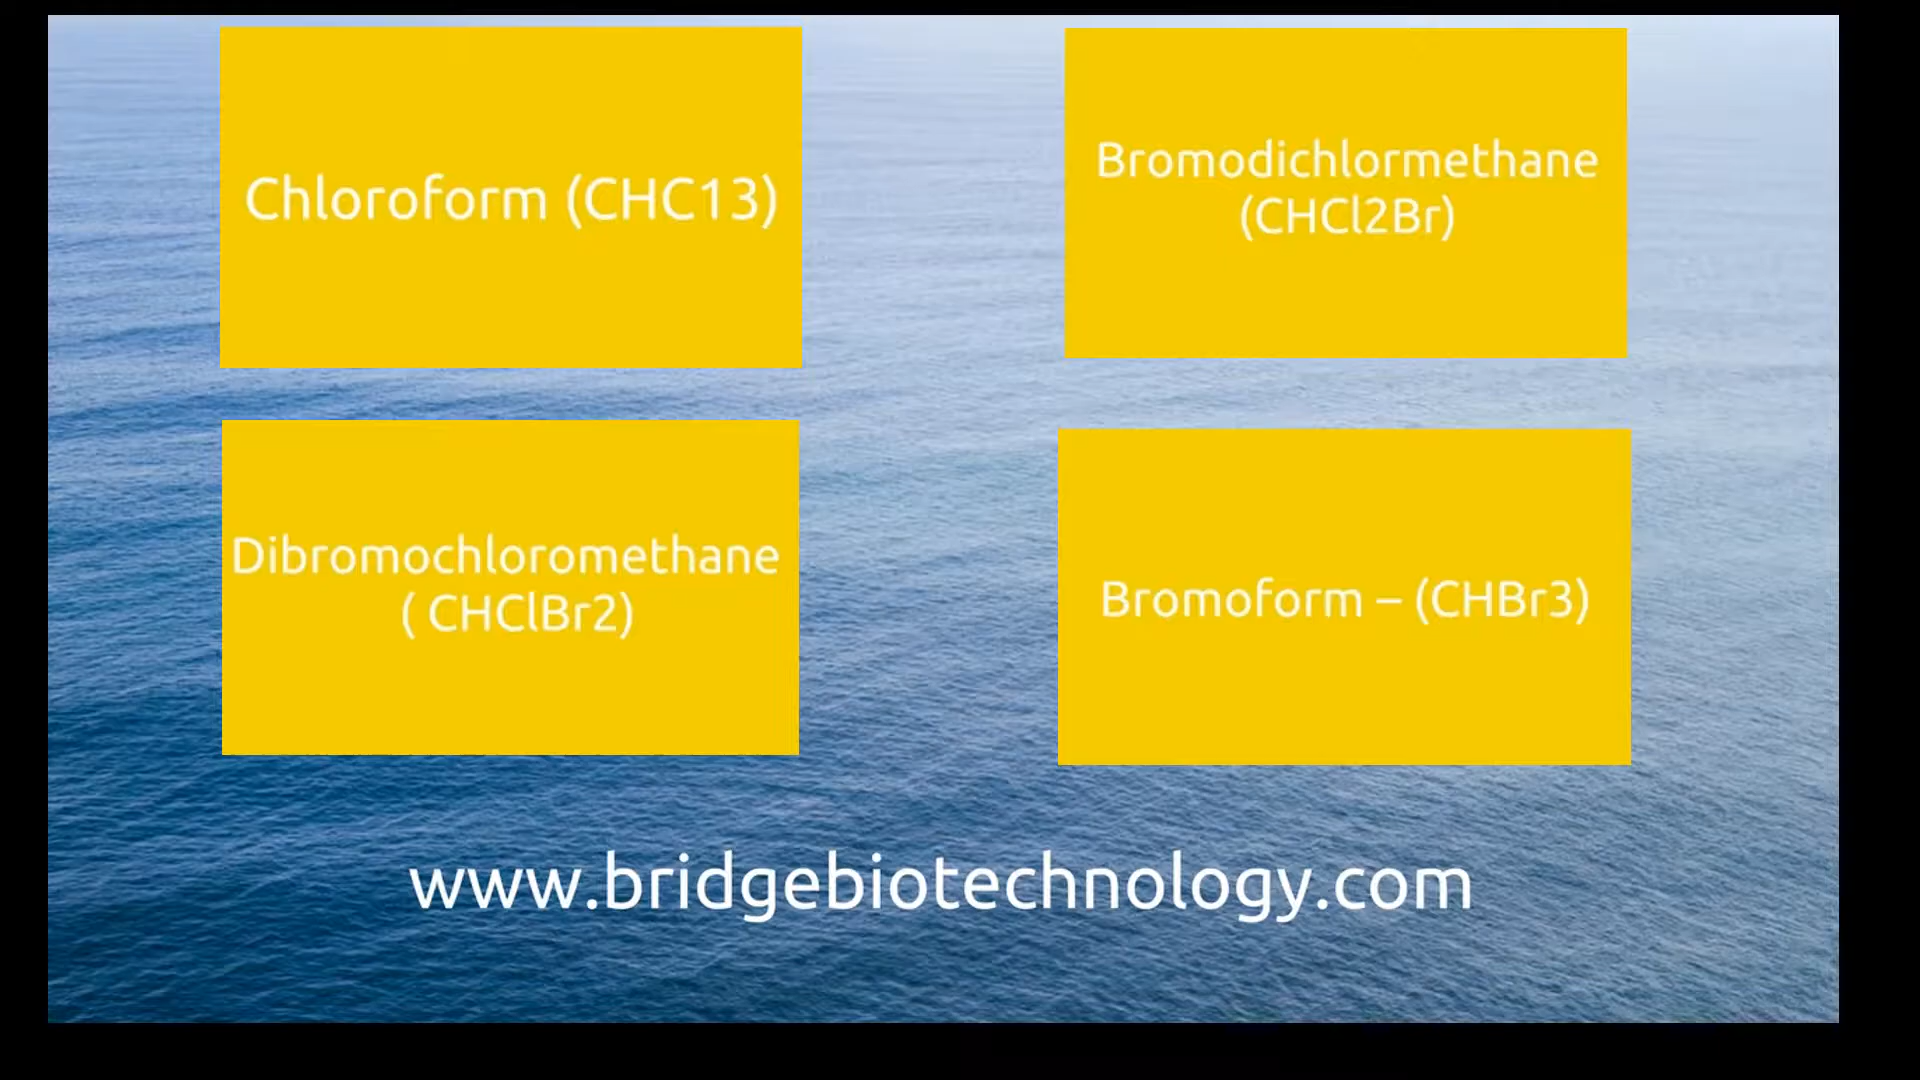 Chloroform (CHC13)
Bromodichlormethane
(CHCl2Br)
Dibromochloromethane
( CHClBr2)
Bromoform – (CHBr3)
www.bridgebiotechnology.com